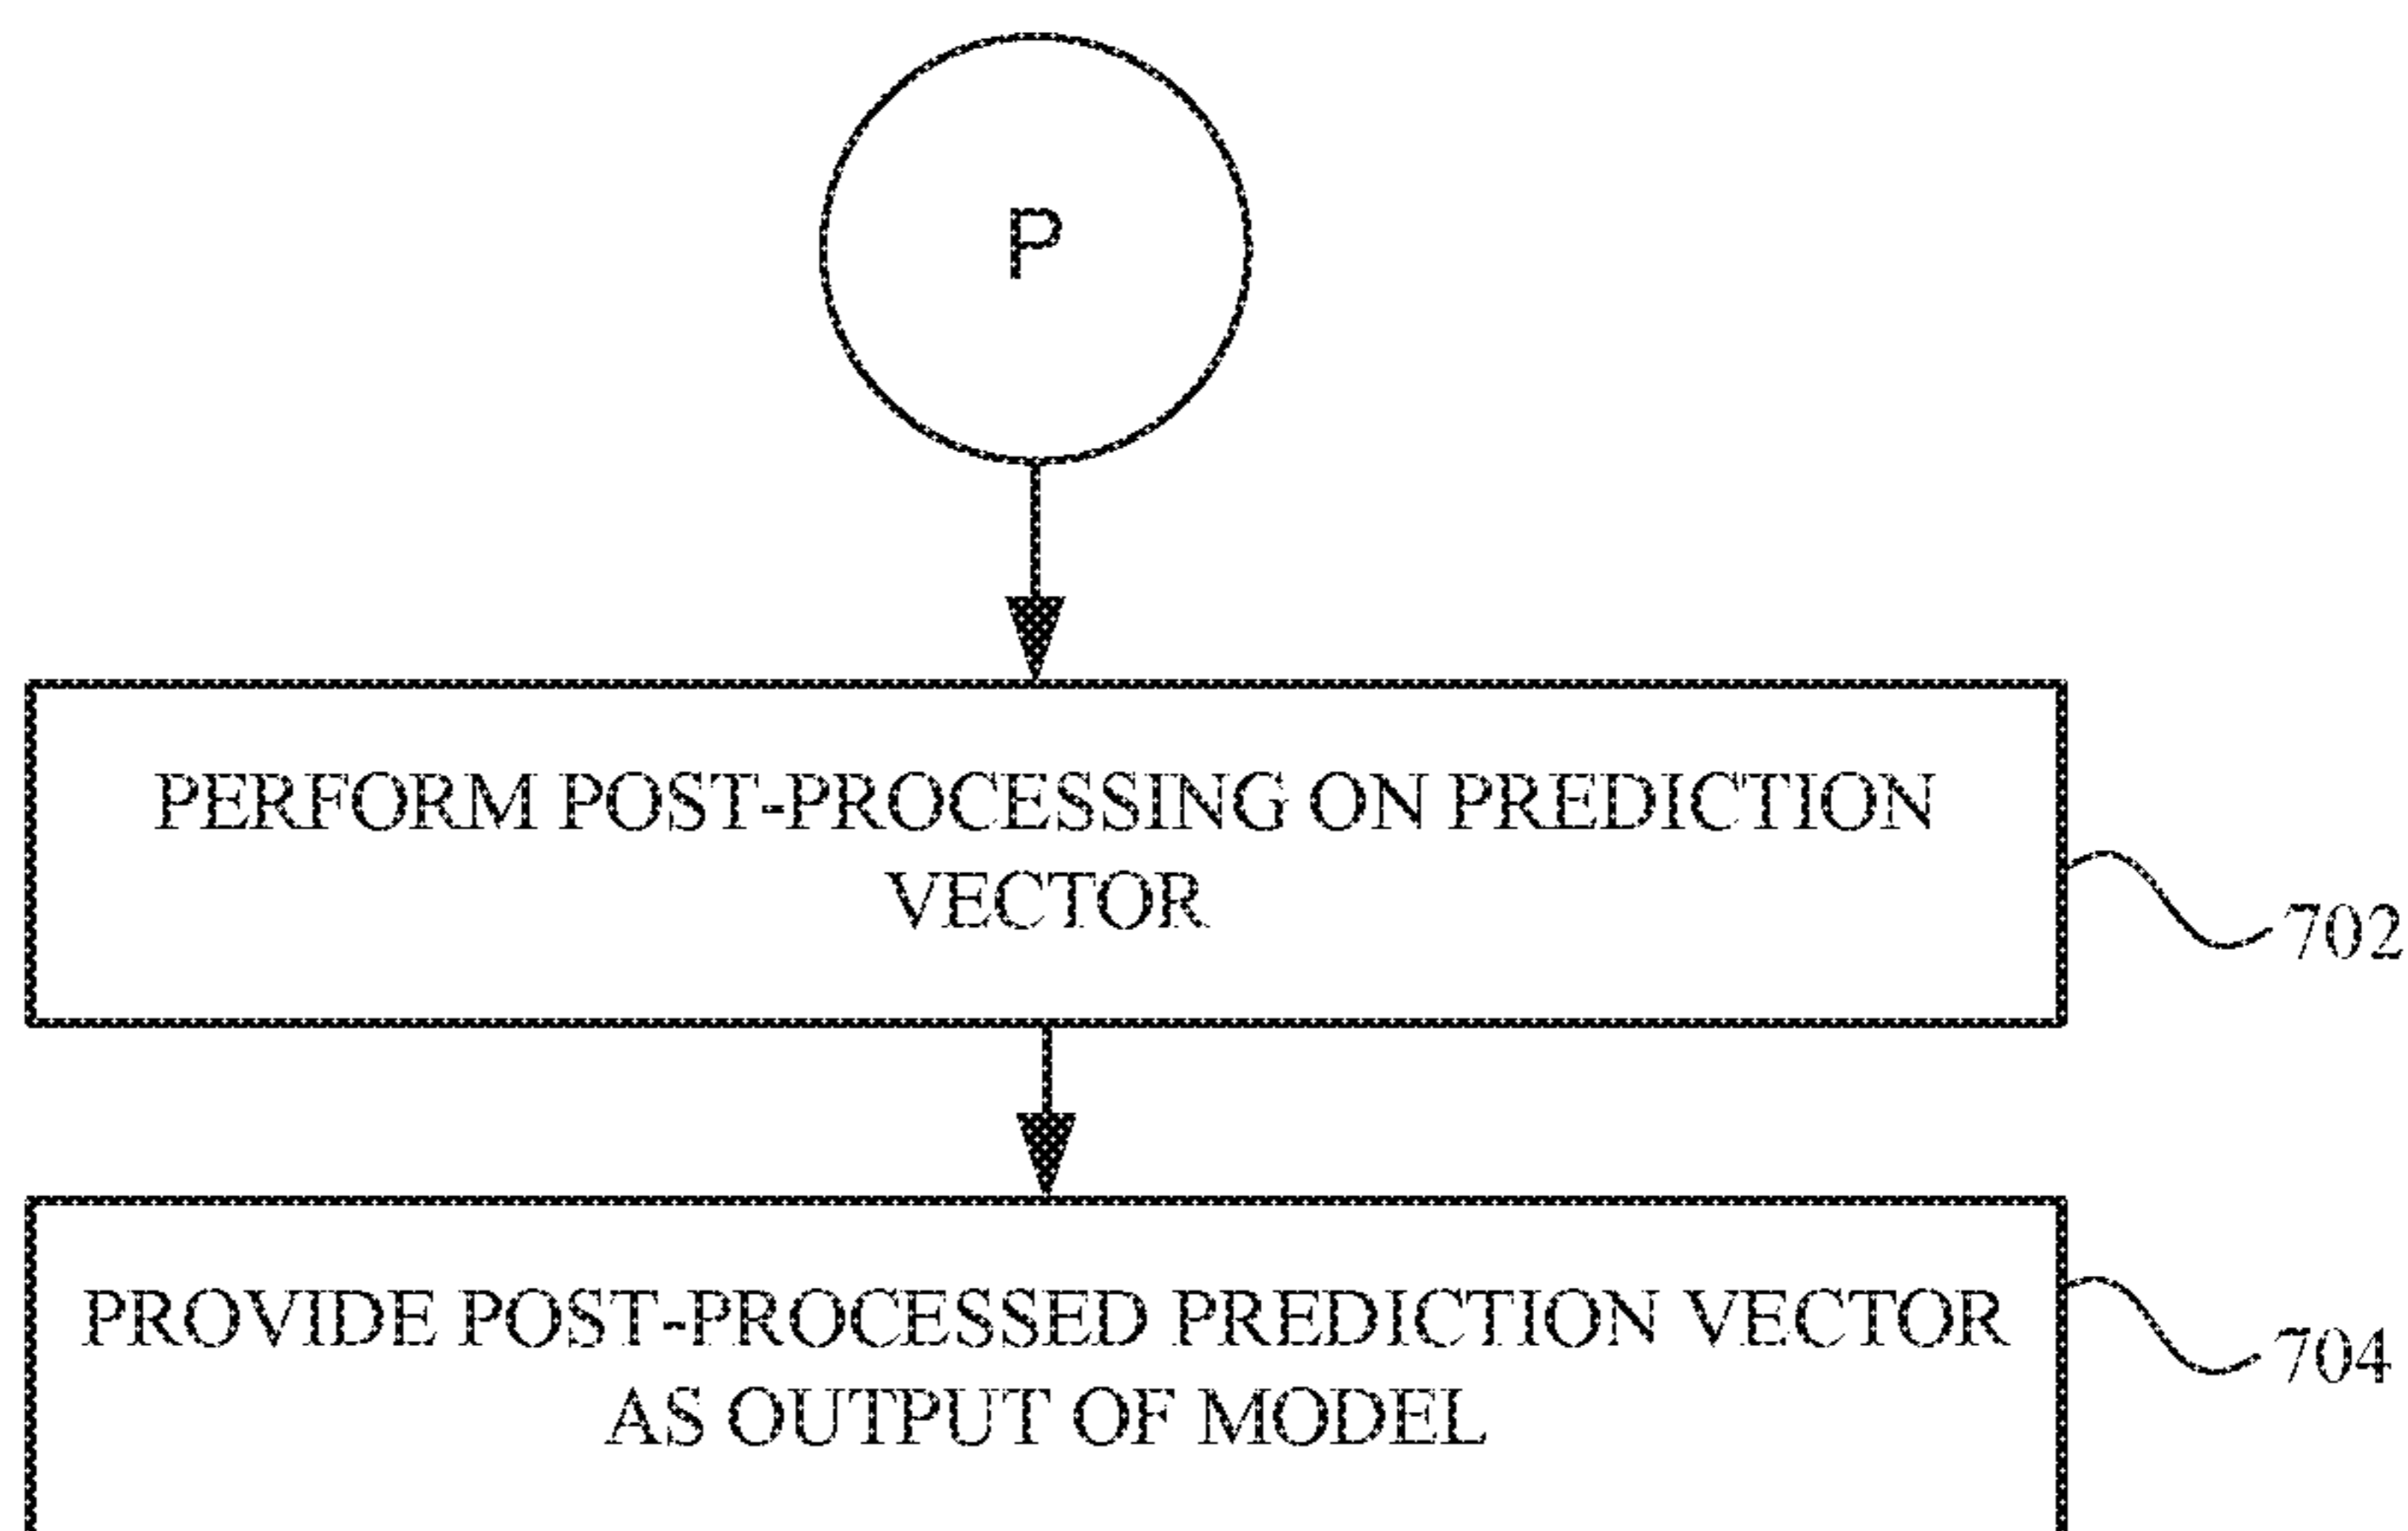 P
PERFORM POST-PROCESSING ON PREDICTION
VECTOR
702
PROVIDE POST-PROCESSED PREDICTION VECTOR
AS OUTPUT OF MODEL
704